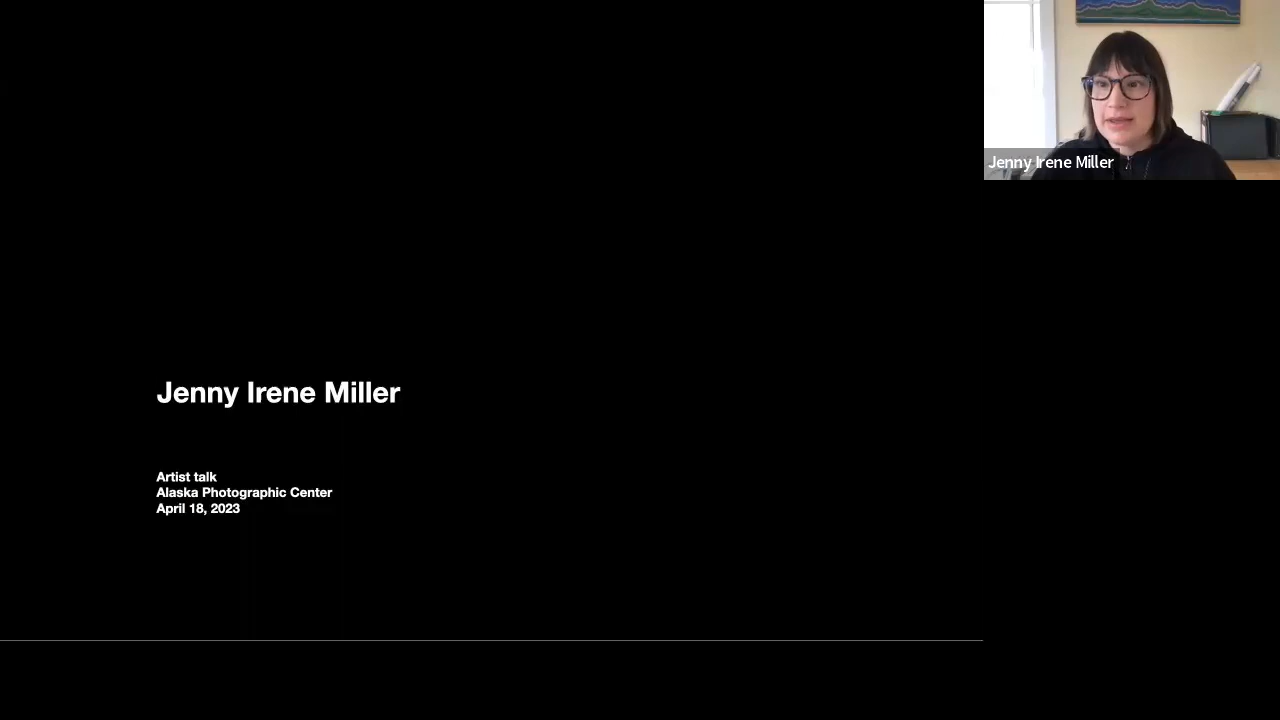 Jenny Irene Miller
Jenny Irene Miller
Artist talk
Alaska Photographic Center
April 18, 2023